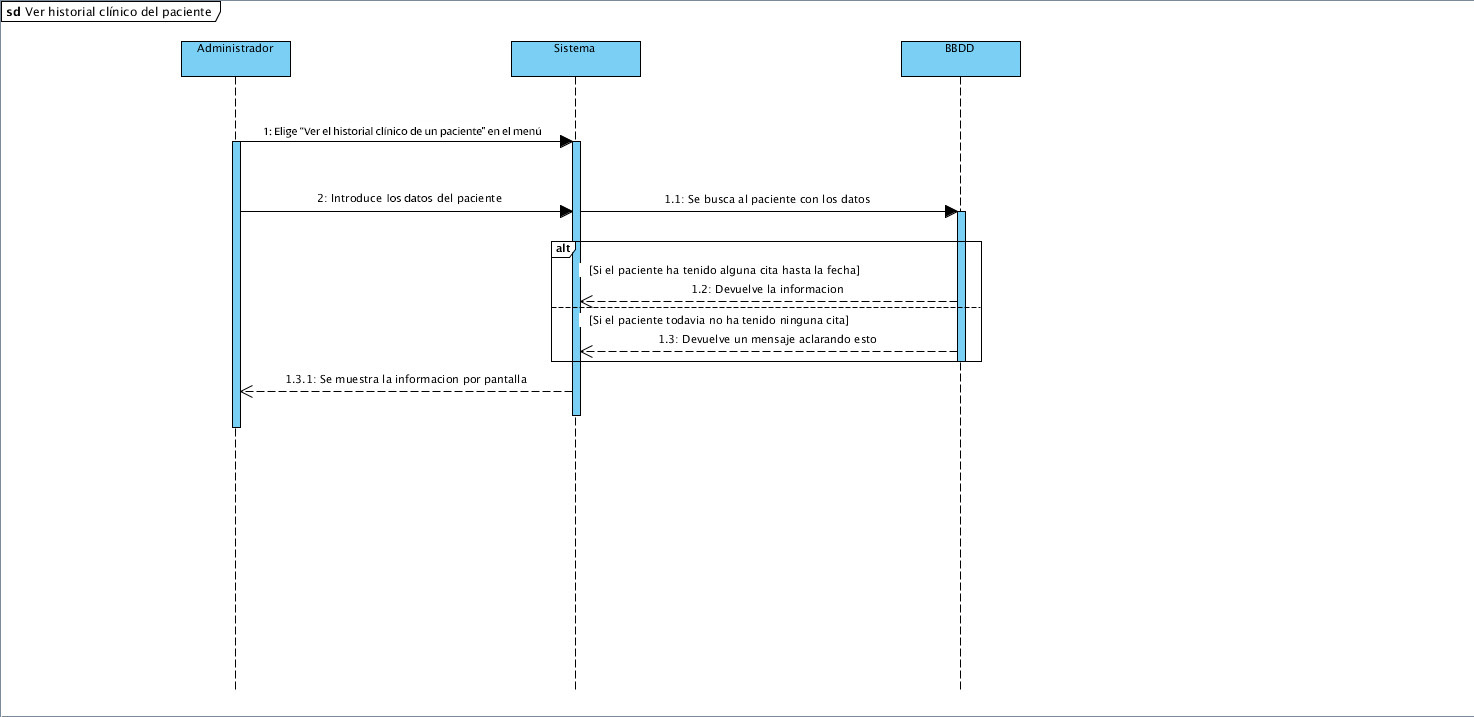 sd Ver historial clínico del paciente
Administrador
Sistema
BBDD
1: Elige "Ver el historial clínico de un paciente" en el menú
2: Introduce los datos del paciente
1.1: Se busca al paciente con los datos
alt
[Si el paciente ha tenido alguna cita hasta la fecha]
1.2: Devuelve la informacion
[Si el paciente todavia no ha tenido ninguna cita]
1.3: Devuelve un mensaje aclarando esto
1.3.1: Se muestra la informacion por pantalla